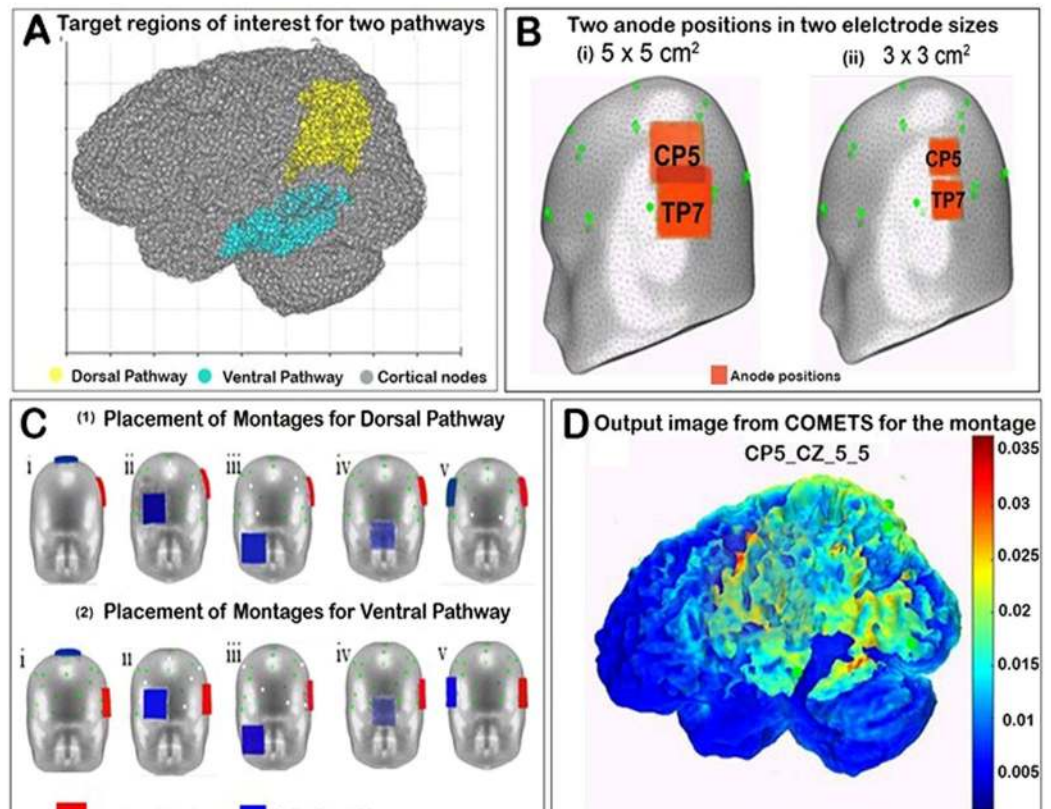 A Target regions of interest for two pathways
Dorsal Pathway Ventral Pathway Cortical nodes
B Two anode positions in two elelctrode sizes
(i) 5 x 5 cm² (ii) 3 x 3 cm²
CP5 CP5
TP7 TP7
Anode positions
C (1) Placement of Montages for Dorsal Pathway
i ii iii iv v
(2) Placement of Montages for Ventral Pathway
i ii iii iv v
D Output image from COMETS for the montage
CP5_CZ_5_5
0.035
0.03
0.025
0.02
0.015
0.01
0.005